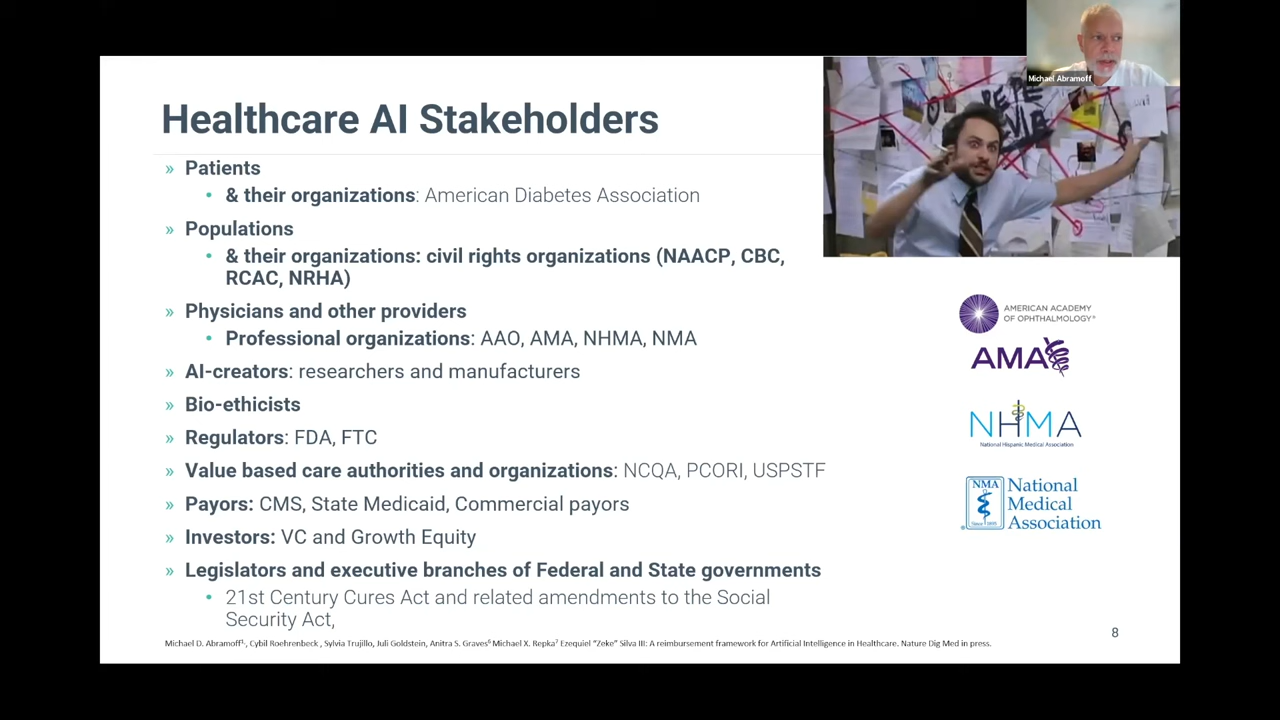 Michael Abramoff
Healthcare AI Stakeholders
» Patients
• & their organizations: American Diabetes Association
» Populations
• & their organizations: civil rights organizations (NAACP, CBC,
RCAC, NRHA)
» Physicians and other providers
• Professional organizations: AAO, AMA, NHMA, NMA
» AI-creators: researchers and manufacturers
» Bio-ethicists
» Regulators: FDA, FTC
» Value based care authorities and organizations: NCQA, PCORI, USPSTF
» Payors: CMS, State Medicaid, Commercial payors
» Investors: VC and Growth Equity
» Legislators and executive branches of Federal and State governments
• 21st Century Cures Act and related amendments to the Social
Security Act,
PEPE
SILVIA
AMERICAN ACADEMY
OF OPHTHALMOLOGY®
AMA
NHMA
National Hispanic Medical Association
NMA
Since 1895
National
Medical
Association
8
Michael D. Abramoff¹, Cybil Roehrenbeck , Sylvia Trujillo, Juli Goldstein, Anitra S. Graves⁶ Michael X. Repka⁷ Ezequiel "Zeke" Silva III: A reimbursement framework for Artificial Intelligence in Healthcare. Nature Dig Med in press.